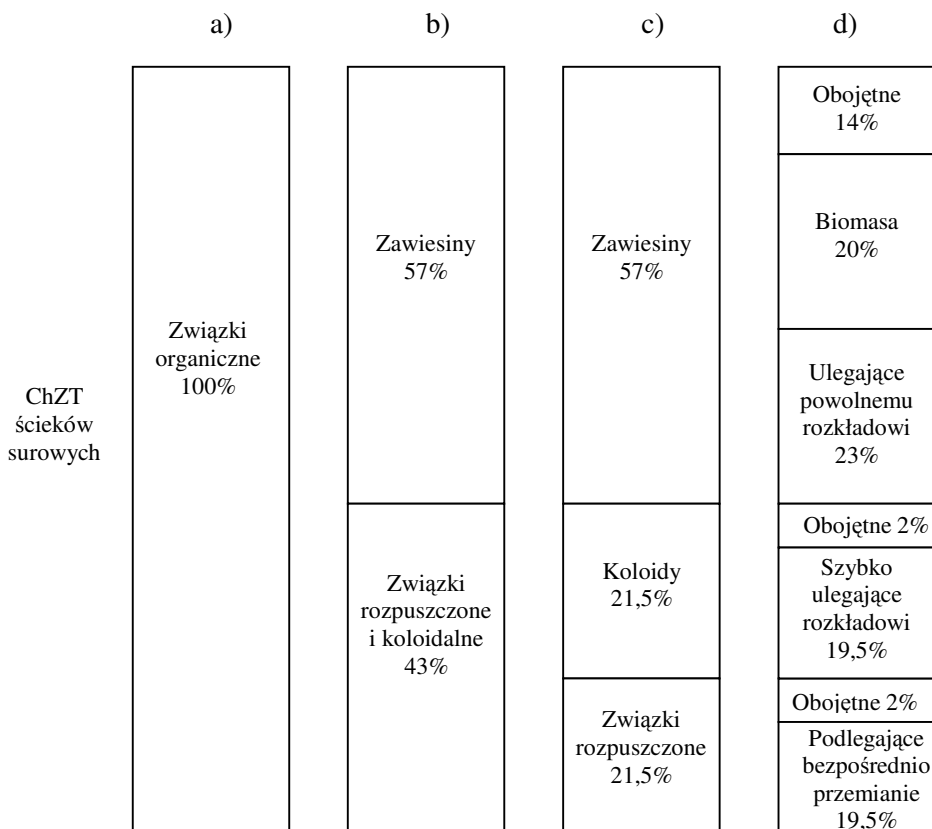 a)
b)
c)
d)
ChZT
ścieków
surowych
Związki
organiczne
100%
Zawiesiny
57%
Związki
rozpuszczone
i koloidalne
43%
Zawiesiny
57%
Koloidy
21,5%
Związki
rozpuszczone
21,5%
Obojętne
14%
Biomasa
20%
Ulegające
powolnemu
rozkładowi
23%
Obojętne 2%
Szybko
ulegające
rozkładowi
19,5%
Obojętne 2%
Podlegające
bezpośrednio
przemianie
19,5%